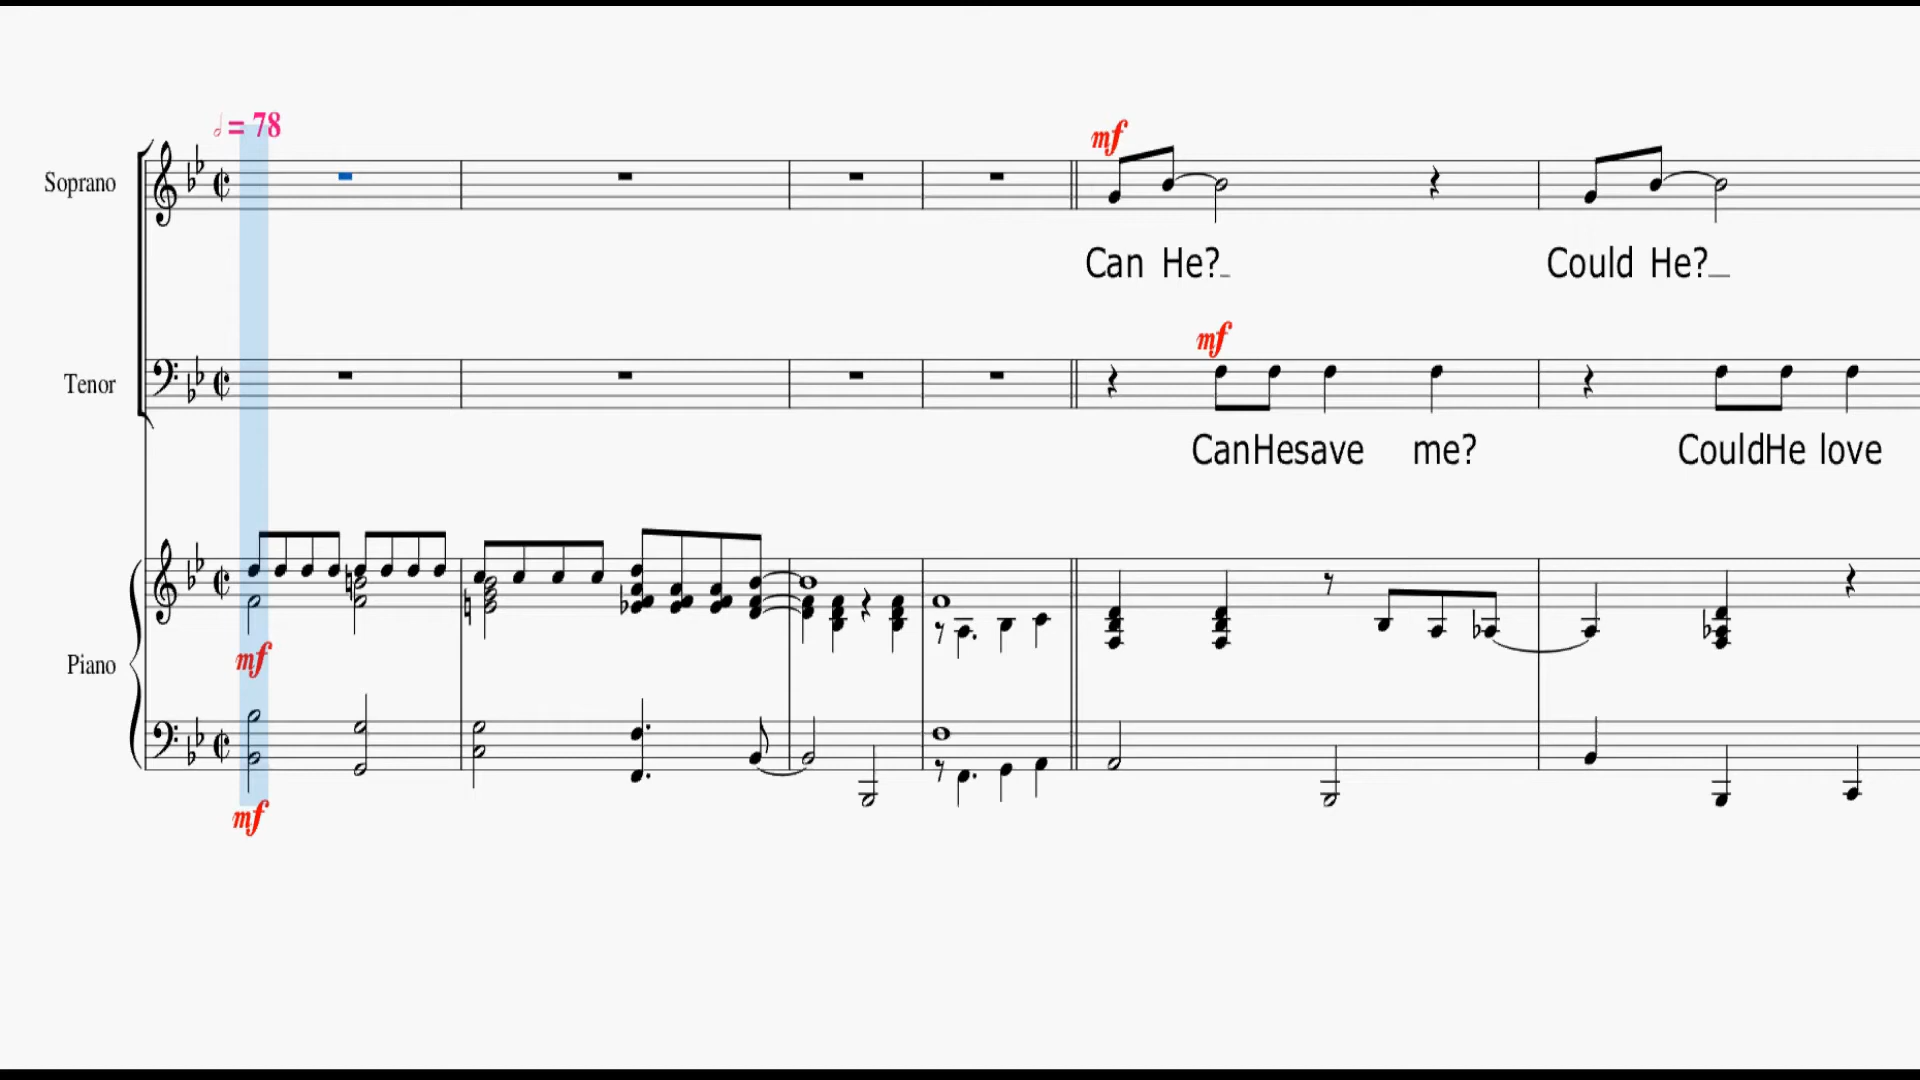 𝅗𝅥 = 78
mf
Soprano
Can He?_ Could He?_
mf
Tenor
CanHesave me? CouldHe love
mf
Piano
mf